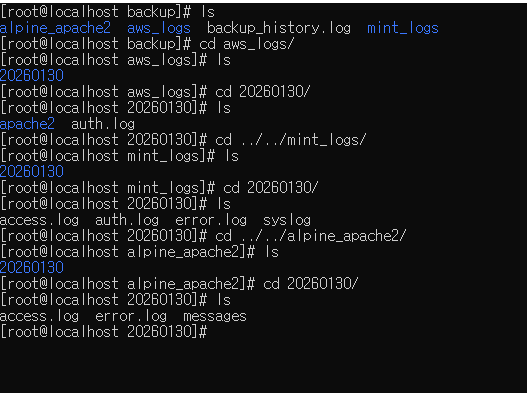 [root@localhost backup]# ls
alpine_apache2  aws_logs  backup_history.log  mint_logs
[root@localhost backup]# cd aws_logs/
[root@localhost aws_logs]# ls
20260130
[root@localhost aws_logs]# cd 20260130/
[root@localhost 20260130]# ls
apache2  auth.log
[root@localhost 20260130]# cd ../../mint_logs/
[root@localhost mint_logs]# ls
20260130
[root@localhost mint_logs]# cd 20260130/
[root@localhost 20260130]# ls
access.log  auth.log  error.log  syslog
[root@localhost 20260130]# cd ../../alpine_apache2/
[root@localhost alpine_apache2]# ls
20260130
[root@localhost alpine_apache2]# cd 20260130/
[root@localhost 20260130]# ls
access.log  error.log  messages
[root@localhost 20260130]#